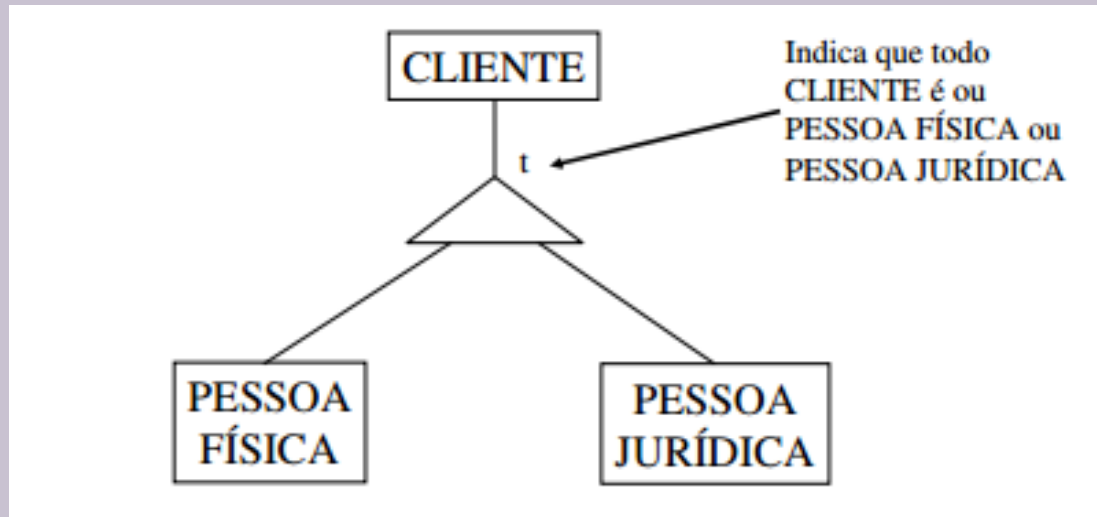 CLIENTE
Indica que todo
CLIENTE é ou
PESSOA FÍSICA ou
PESSOA JURÍDICA
t
PESSOA
FÍSICA
PESSOA
JURÍDICA